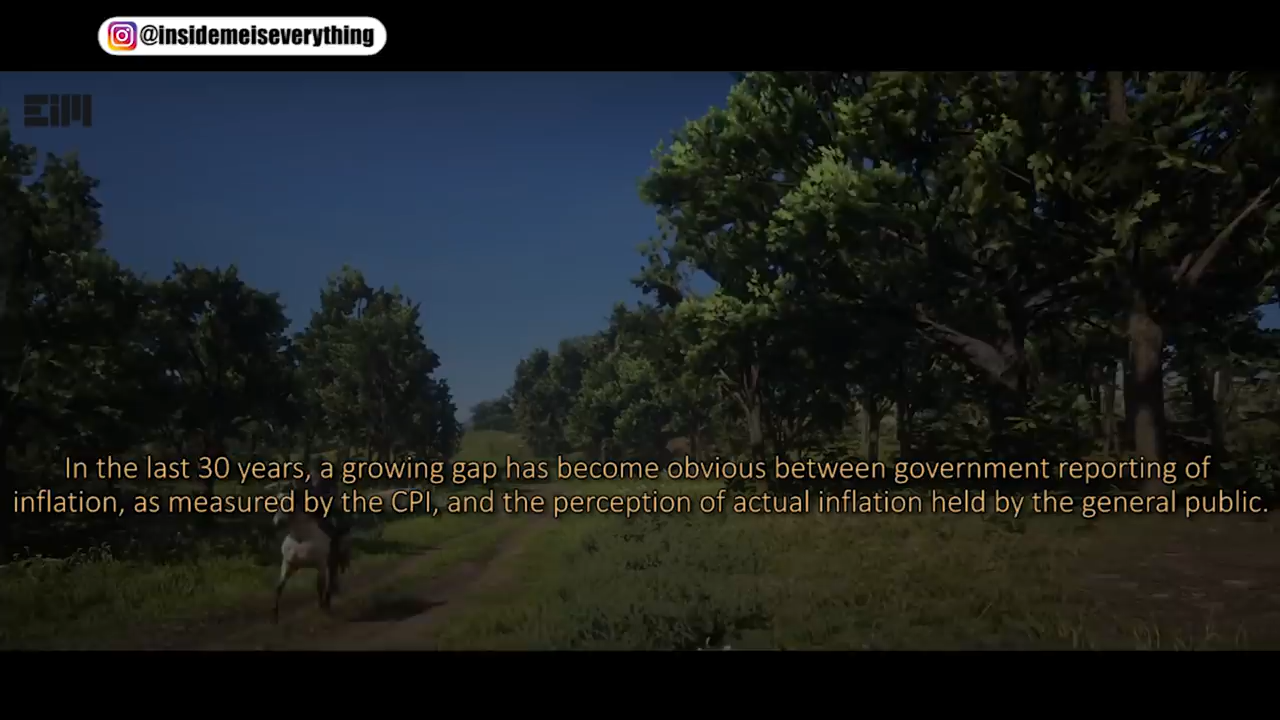 @insidemeiseverything
EiM
In the last 30 years, a growing gap has become obvious between government reporting of
inflation, as measured by the CPI, and the perception of actual inflation held by the general public.